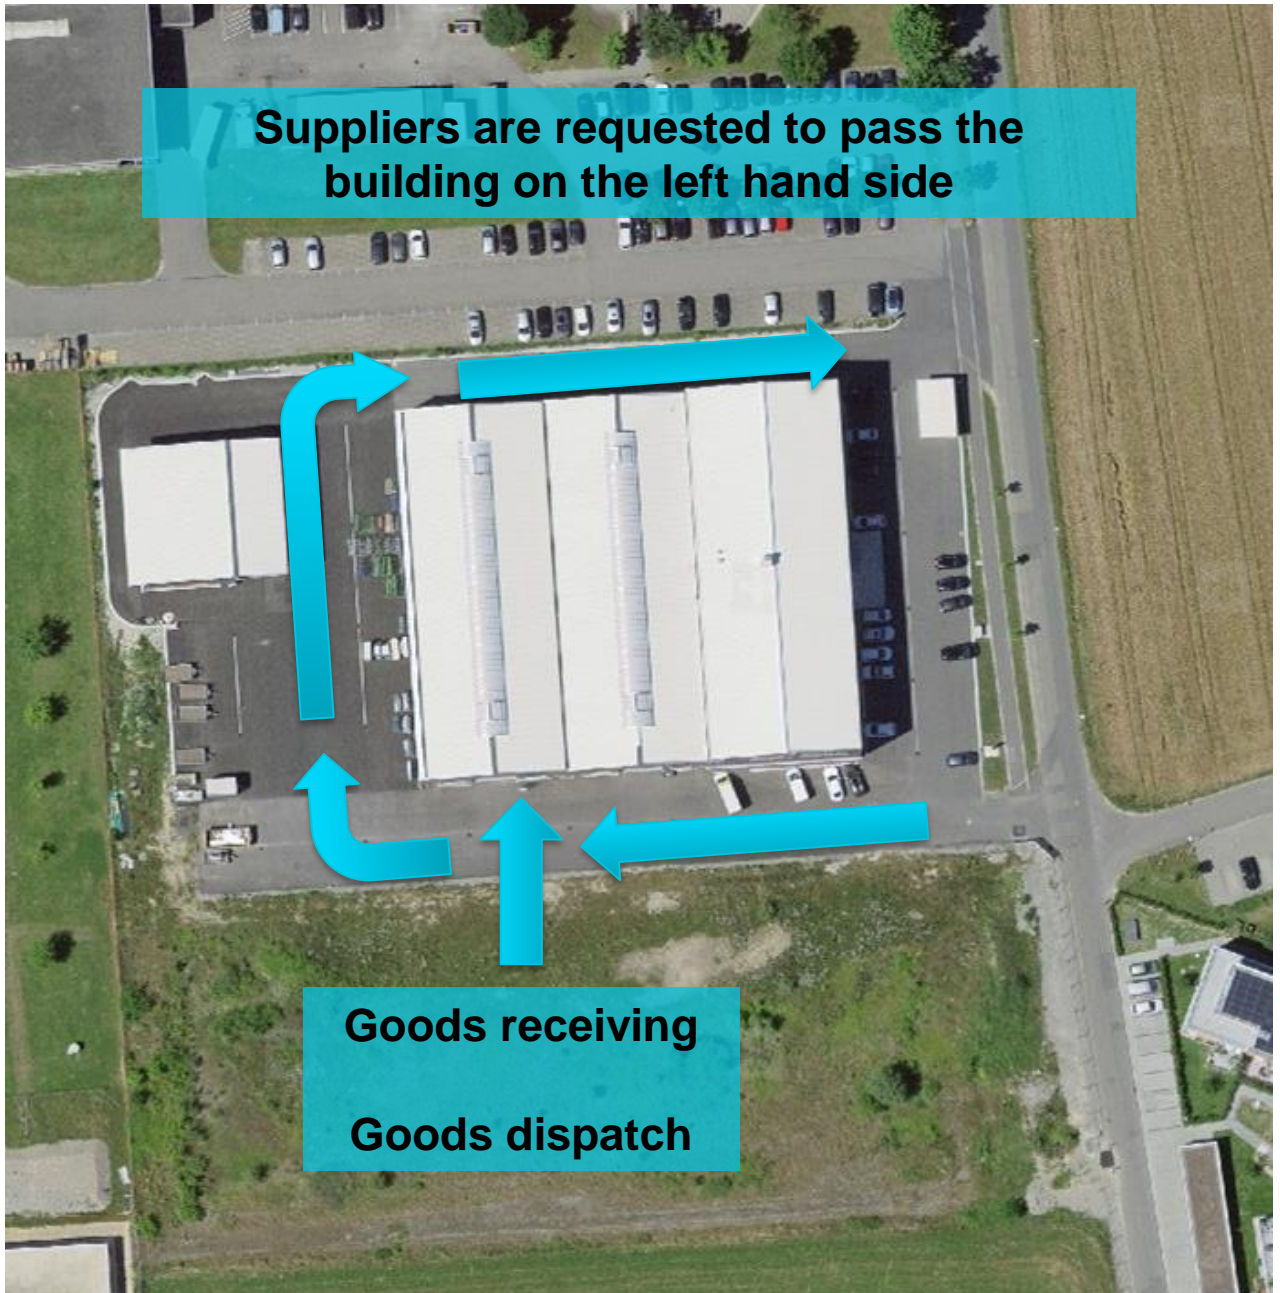 Suppliers are requested to pass the
building on the left hand side
Goods receiving
Goods dispatch